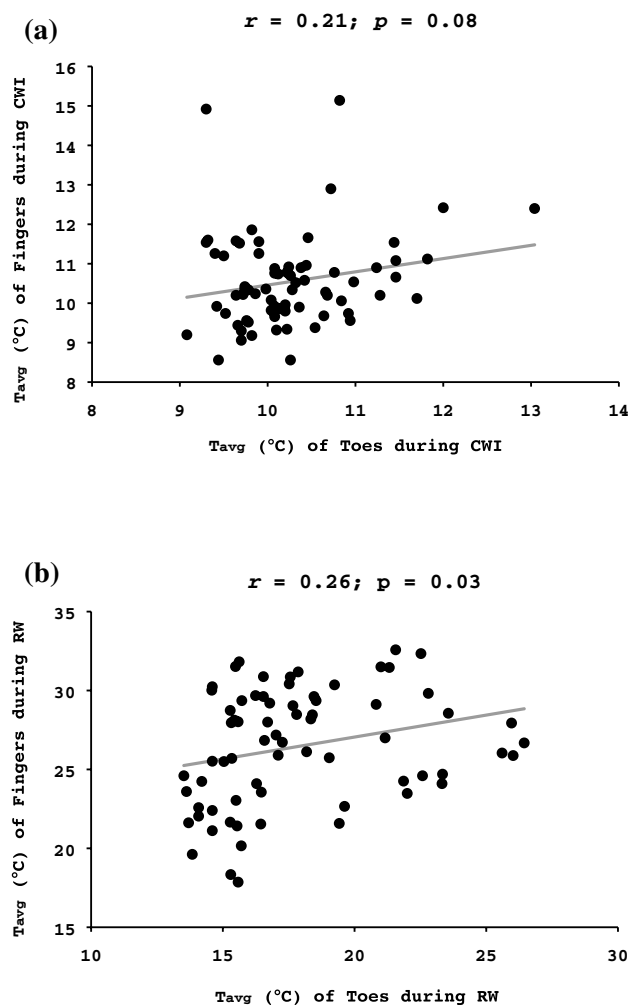 (a)
r = 0.21; p = 0.08
16
15
14
13
12
11
10
9
8
Tavg (°C) of Fingers during CWI
8 9 10 11 12 13 14
Tavg (°C) of Toes during CWI
(b)
r = 0.26; p = 0.03
35
30
25
20
15
Tavg (°C) of Fingers during RW
10 15 20 25 30
Tavg (°C) of Toes during RW